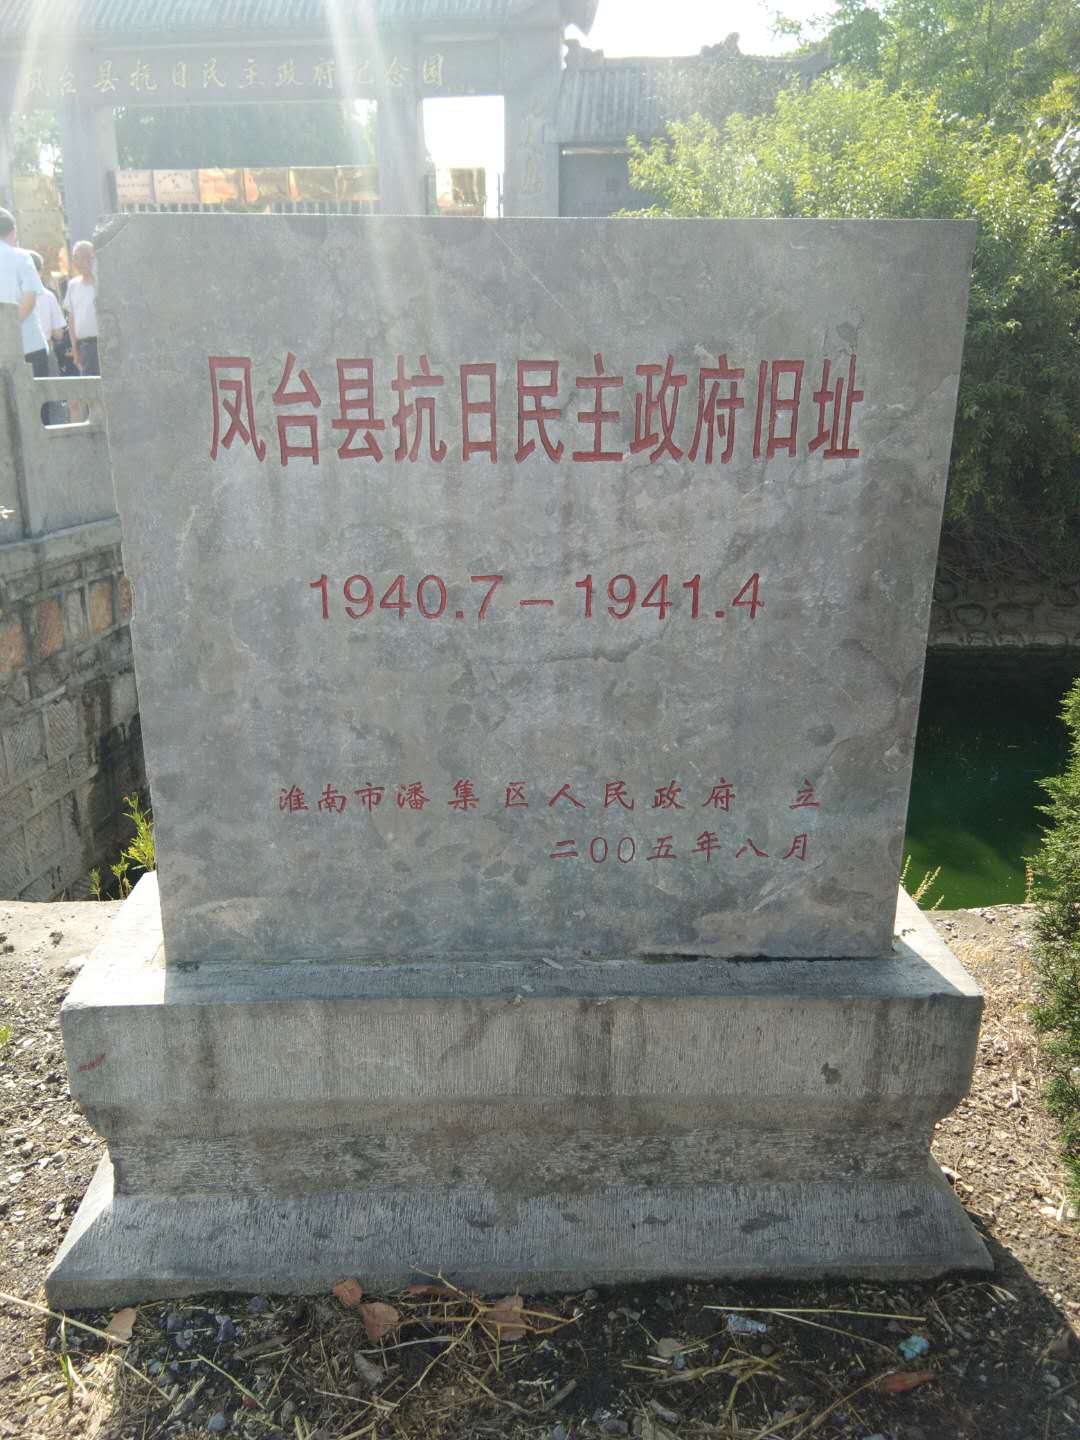 凤台县抗日民主政府纪念园
凤台县抗日民主政府旧址
1940.7-1941.4
淮南市潘集区人民政府 立
二00五年八月